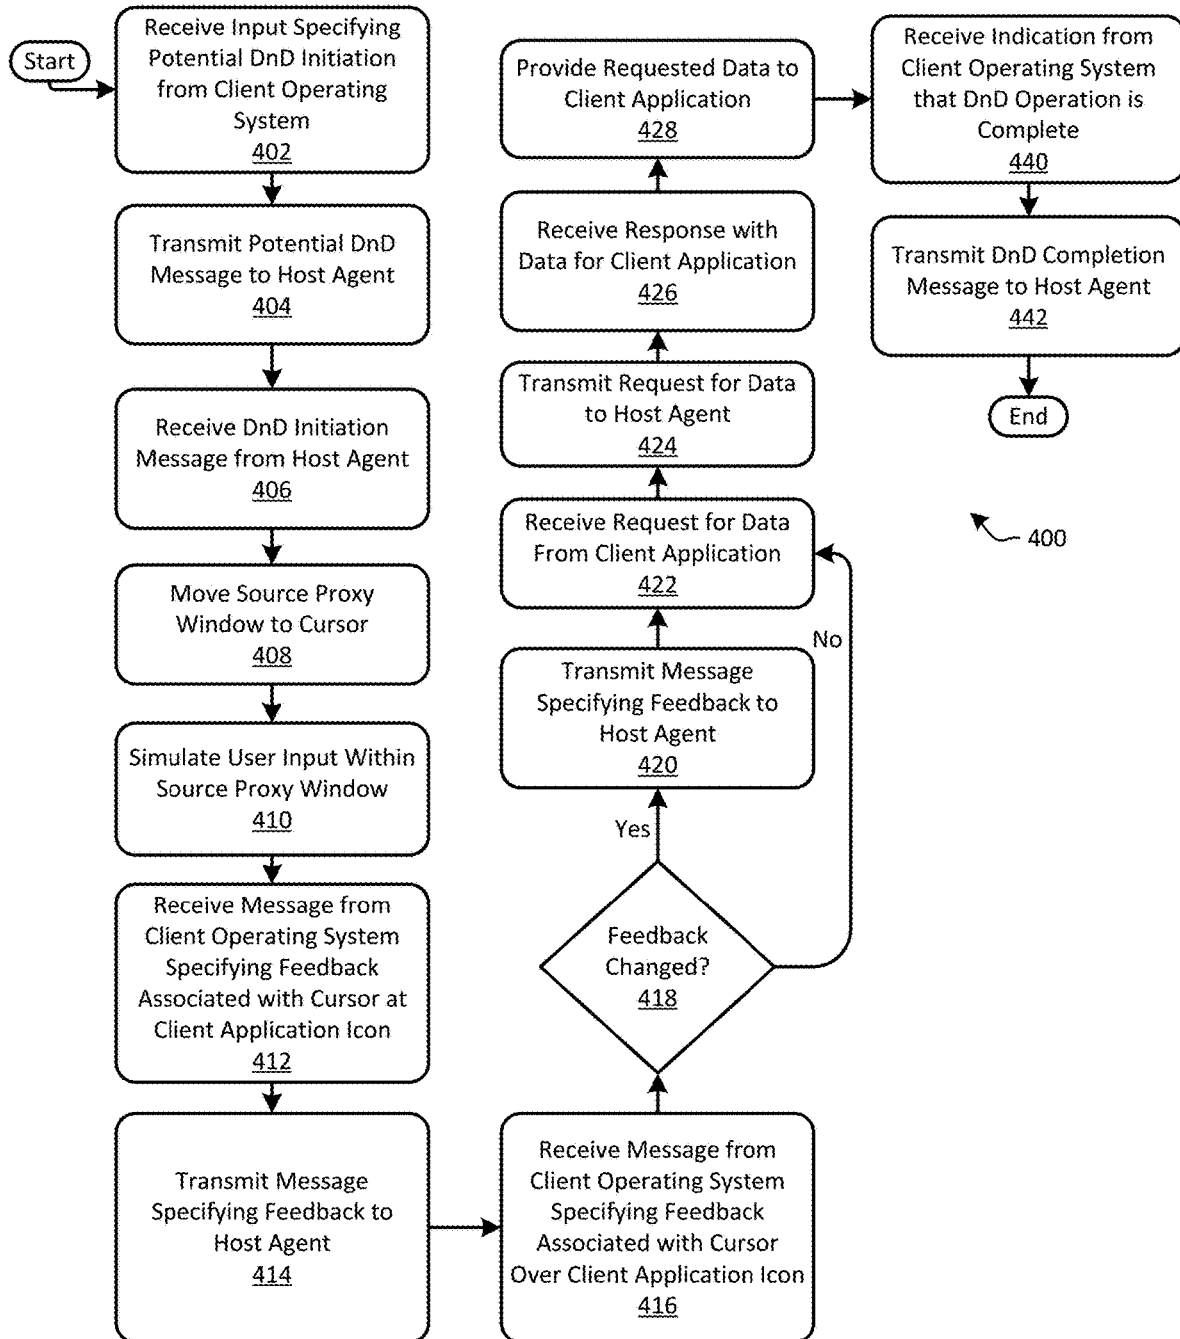 Start
Receive Input Specifying
Potential DnD Initiation
from Client Operating
System
402
Transmit Potential DnD
Message to Host Agent
404
Receive DnD Initiation
Message from Host Agent
406
Move Source Proxy
Window to Cursor
408
Simulate User Input Within
Source Proxy Window
410
Receive Message from
Client Operating System
Specifying Feedback
Associated with Cursor at
Client Application Icon
412
Transmit Message
Specifying Feedback to
Host Agent
414
Receive Message from
Client Operating System
Specifying Feedback
Associated with Cursor
Over Client Application Icon
416
Feedback
Changed?
418
Yes
No
Transmit Message
Specifying Feedback to
Host Agent
420
Receive Request for Data
From Client Application
422
Transmit Request for Data
to Host Agent
424
Receive Response with
Data for Client Application
426
Provide Requested Data to
Client Application
428
Receive Indication from
Client Operating System
that DnD Operation is
Complete
440
Transmit DnD Completion
Message to Host Agent
442
End
400